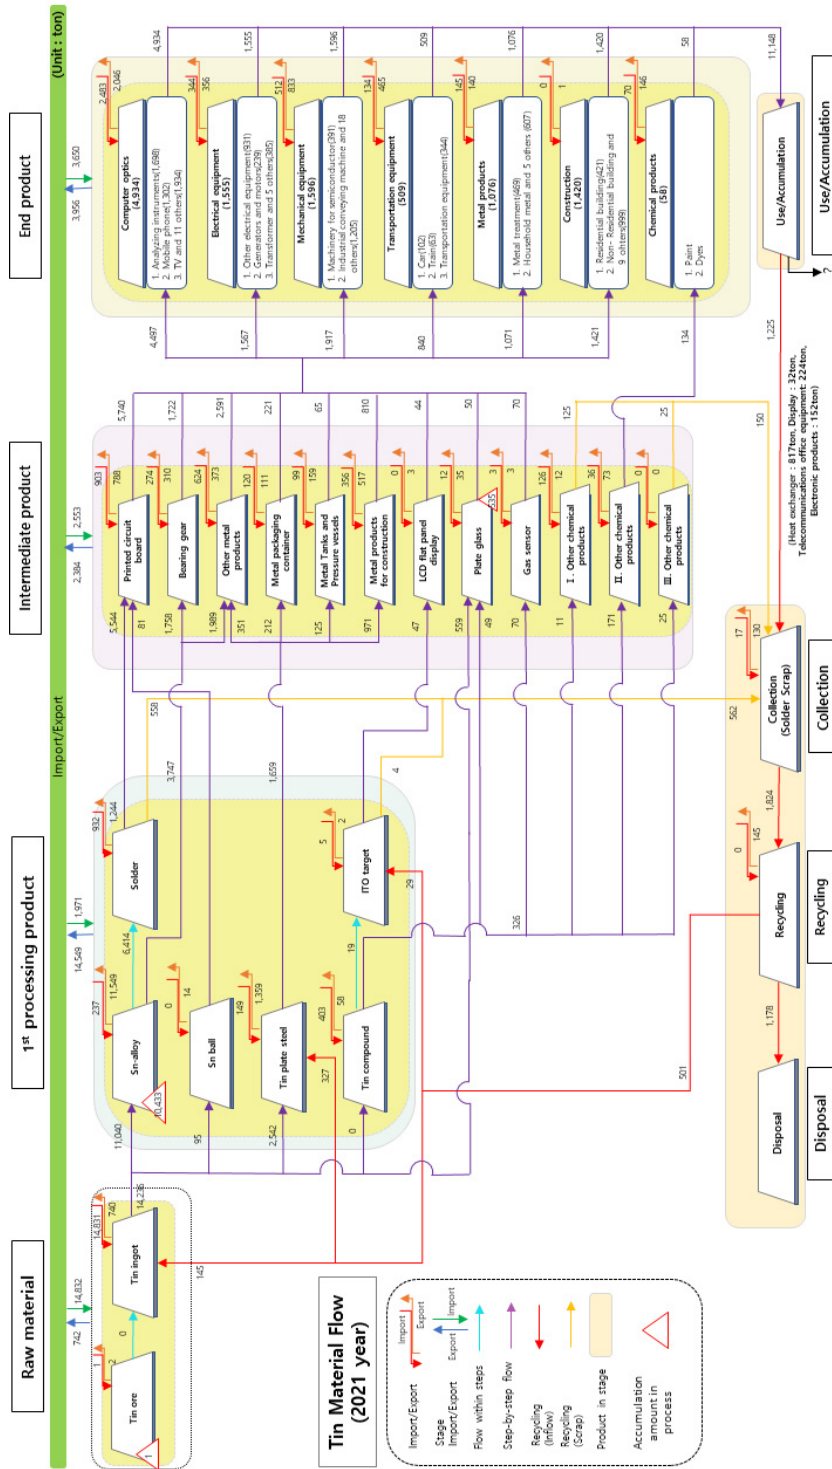 Raw material
1st processing product
Intermediate product
End product
Import/Export
(Unit : ton)
742
14,832
14,549
1,971
2,384
2,553
3,956
3,650
Tin ore
1
2
1
0
Tin ingot
14,831
740
14,236
145
11,040
95
2,542
0
Sn-alloy
237
11,549
10,433
6,414
Solder
932
1,244
Sn ball
0
14
Tin plate steel
149
1,359
327
Tin compound
403
58
19
ITO target
5
2
29
558
3,747
1,659
4
326
562
5,544
81
1,758
1,989
351
212
125
971
47
559
49
70
11
171
25
Printed circuit
board
903
788
Bearing gear
274
310
Other metal
products
624
373
Metal packaging
container
120
111
Metal Tanks and
Pressure vessels
99
159
Metal products
for construction
356
517
LCD flat panel
display
0
3
Plate glass
12
35
535
Gas sensor
3
3
I . Other chemical
products
126
12
II. Other chemical
products
36
73
III. Other chemical
products
0
0
5,740
1,722
2,591
221
65
810
44
50
70
125
25
150
4,497
1,567
1,917
840
1,071
1,421
134
Computer optics
(4,934)
1. Analyzing instruments(1,698)
2. Mobile phone(1,302)
3. TV and 11 others(1,934)
2,483
2,046
4,934
Electrical equipment
(1,555)
1. Other electrical equipment(931)
2. Generators and motors(239)
3. Transformer and 5 others(385)
344
356
1,555
Mechanical equipment
(1,596)
1. Machinery for semiconductor(391)
2. Industrial conveying machine and 18
others(1,205)
512
833
1,596
Transportation equipment
(509)
1. Car(102)
2. Train(63)
3. Transportation equipment(344)
134
465
509
Metal products
(1,076)
1. Metal treatment(469)
2. Household metal and 5 others (607)
145
140
1,076
Construction
(1,420)
1. Residential building(421)
2. Non- Residential building and
9 ohters(999)
0
1
1,420
Chemical products
(58)
1. Paint
2. Dyes
70
146
58
11,148
Use/Accumulation
Use/Accumulation
?
1,225
(Heat exchanger : 817ton, Display : 32ton,
Telecommunications office equipment: 224ton,
Electronic products : 152ton)
Collection
(Solder Scrap)
17
130
Collection
1,824
Recycling
0
145
Recycling
501
1,178
Disposal
Disposal
Tin Material Flow
(2021 year)
Import/Export
Import
Export
Stage
Import/Export
Export
Import
Flow within steps
Step-by-step flow
Recycling
(Inflow)
Recycling
(Scrap)
Product in stage
Accumulation
amount in
process